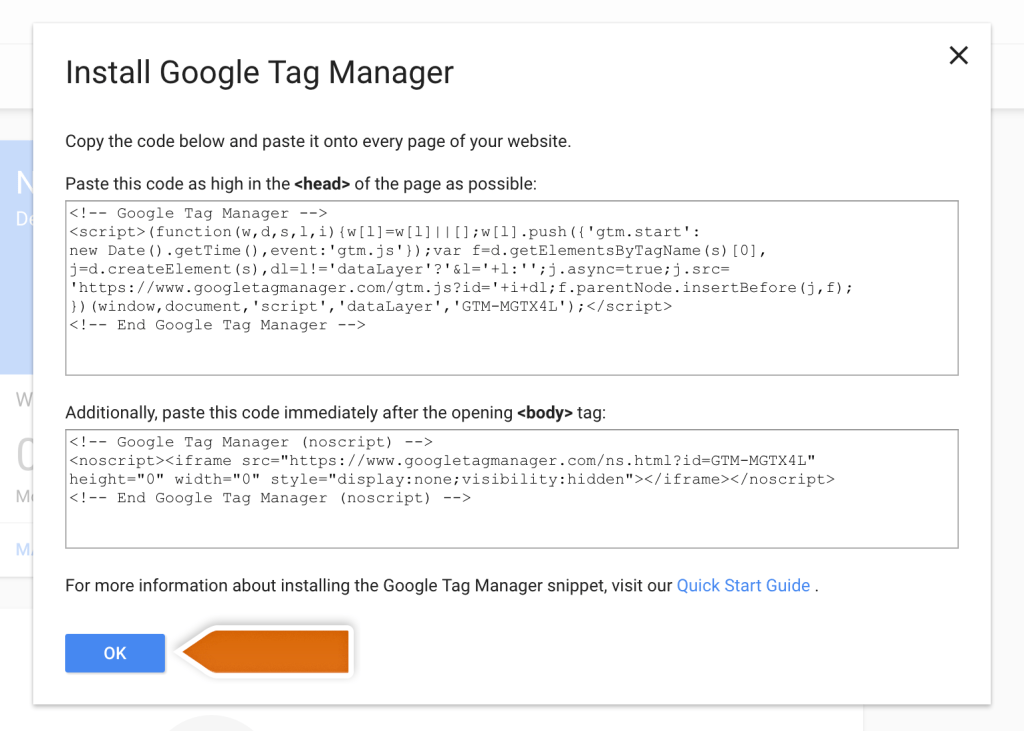 Install Google Tag Manager
Copy the code below and paste it onto every page of your website.
Paste this code as high in the <head> of the page as possible:
<!-- Google Tag Manager -->
<script>(function(w,d,s,l,i){w[l]=w[l]||[];w[l].push({'gtm.start':
new Date().getTime(),event:'gtm.js'});var f=d.getElementsByTagName(s)[0],
j=d.createElement(s),dl=l!='dataLayer'?'&l='+l:'';j.async=true;j.src=
'https://www.googletagmanager.com/gtm.js?id='+i+dl;f.parentNode.insertBefore(j,f);
})(window,document,'script','dataLayer','GTM-MGTX4L');</script>
<!-- End Google Tag Manager -->
Additionally, paste this code immediately after the opening <body> tag:
<!-- Google Tag Manager (noscript) -->
<noscript><iframe src="https://www.googletagmanager.com/ns.html?id=GTM-MGTX4L"
height="0" width="0" style="display:none;visibility:hidden"></iframe></noscript>
<!-- End Google Tag Manager (noscript) -->
For more information about installing the Google Tag Manager snippet, visit our Quick Start Guide .
OK